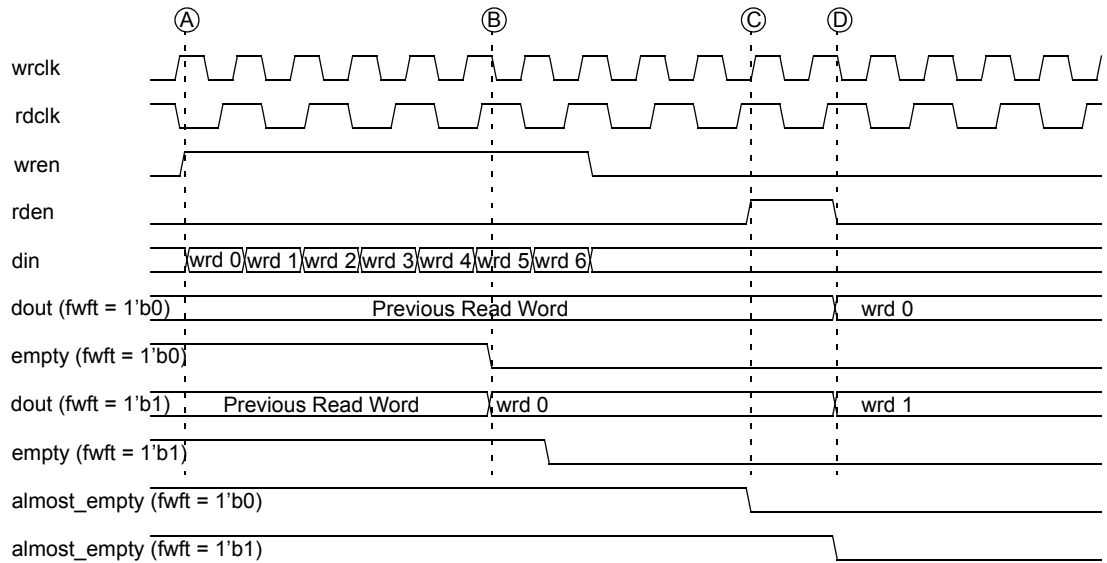 A B C D
wrclk
rdclk
wren
rden
din wrd 0 wrd 1 wrd 2 wrd 3 wrd 4 wrd 5 wrd 6
dout (fwft = 1'b0) Previous Read Word wrd 0
empty (fwft = 1'b0)
dout (fwft = 1'b1) Previous Read Word wrd 0 wrd 1
empty (fwft = 1'b1)
almost_empty (fwft = 1'b0)
almost_empty (fwft = 1'b1)